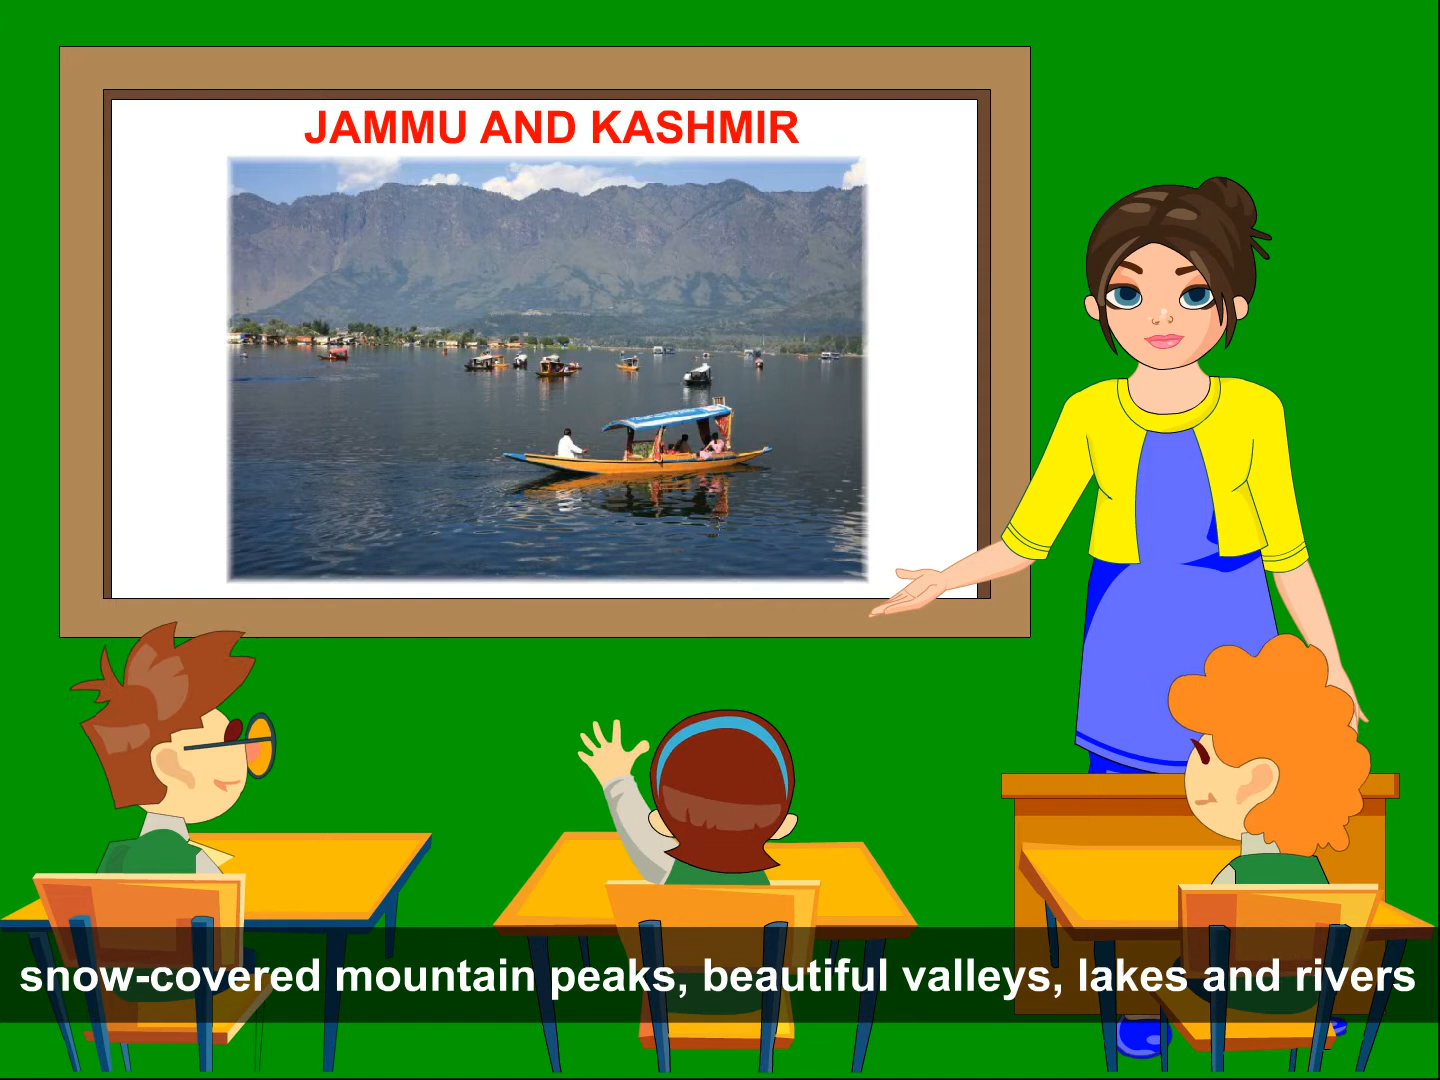 JAMMU AND KASHMIR
snow-covered mountain peaks, beautiful valleys, lakes and rivers